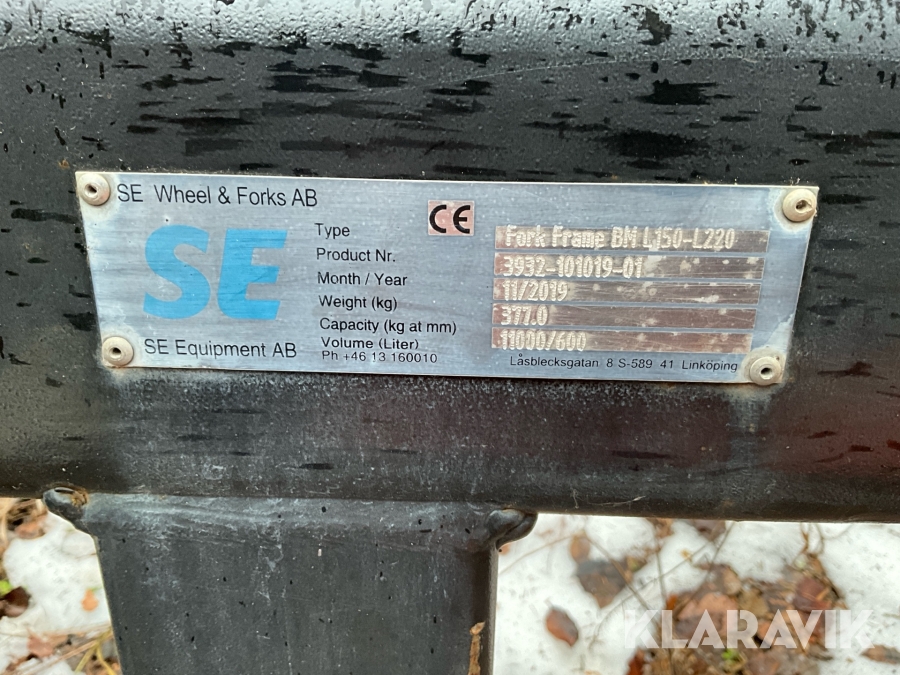 SE Wheel & Forks AB
CE
SE
Type Fork Frame BM L150-L220
Product Nr. 3932-101019-01
Month / Year 11/2019
Weight (kg) 377.0
Capacity (kg at mm) 11000/600
Volume (Liter)
SE Equipment AB
Ph +46 13 160010
Låsblecksgatan 8 S-589 41 Linköping
KLARAVIK
KLARAVIK